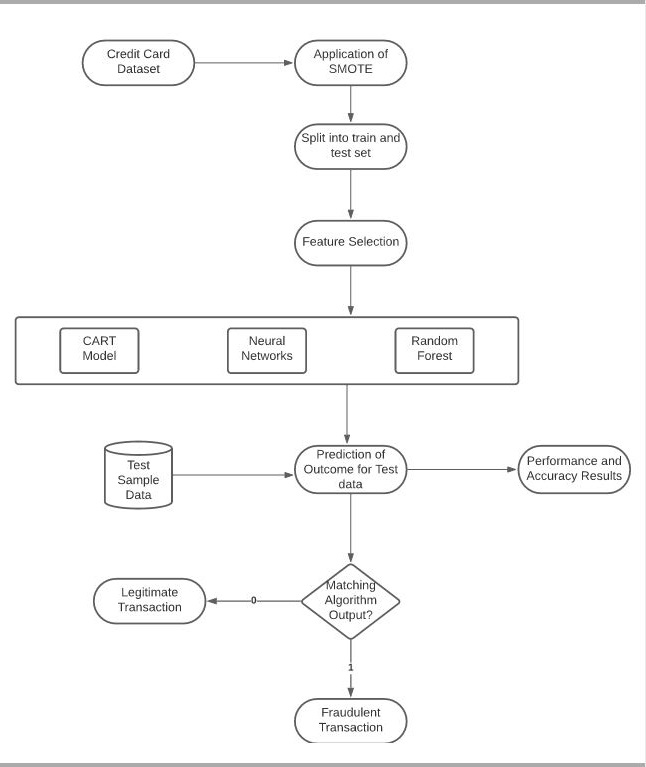 Credit Card
Dataset
Application of
SMOTE
Split into train and
test set
Feature Selection
CART
Model
Neural
Networks
Random
Forest
Test
Sample
Data
Prediction of
Outcome for Test
data
Performance and
Accuracy Results
Matching
Algorithm
Output?
0
Legitimate
Transaction
1
Fraudulent
Transaction